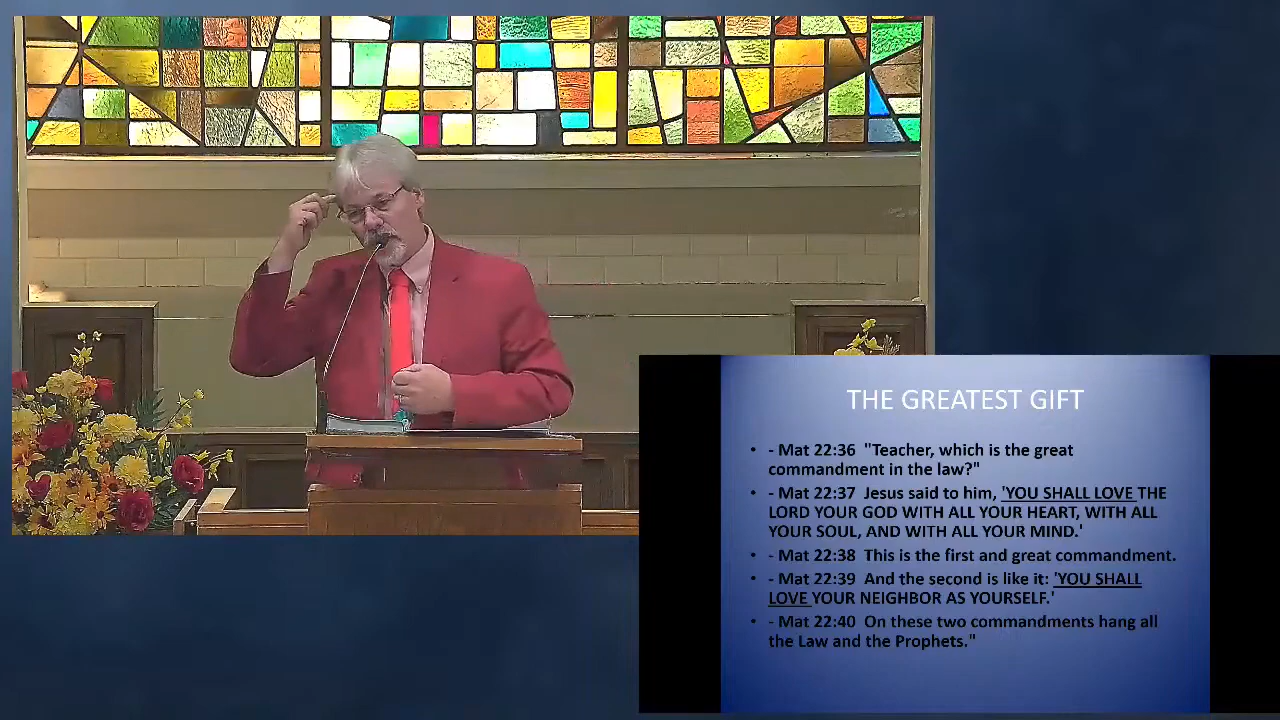 THE GREATEST GIFT
• - Mat 22:36 "Teacher, which is the great
commandment in the law?"
• - Mat 22:37 Jesus said to him, 'YOU SHALL LOVE THE
LORD YOUR GOD WITH ALL YOUR HEART, WITH ALL
YOUR SOUL, AND WITH ALL YOUR MIND.'
• - Mat 22:38 This is the first and great commandment.
• - Mat 22:39 And the second is like it: 'YOU SHALL
LOVE YOUR NEIGHBOR AS YOURSELF.'
• - Mat 22:40 On these two commandments hang all
the Law and the Prophets."